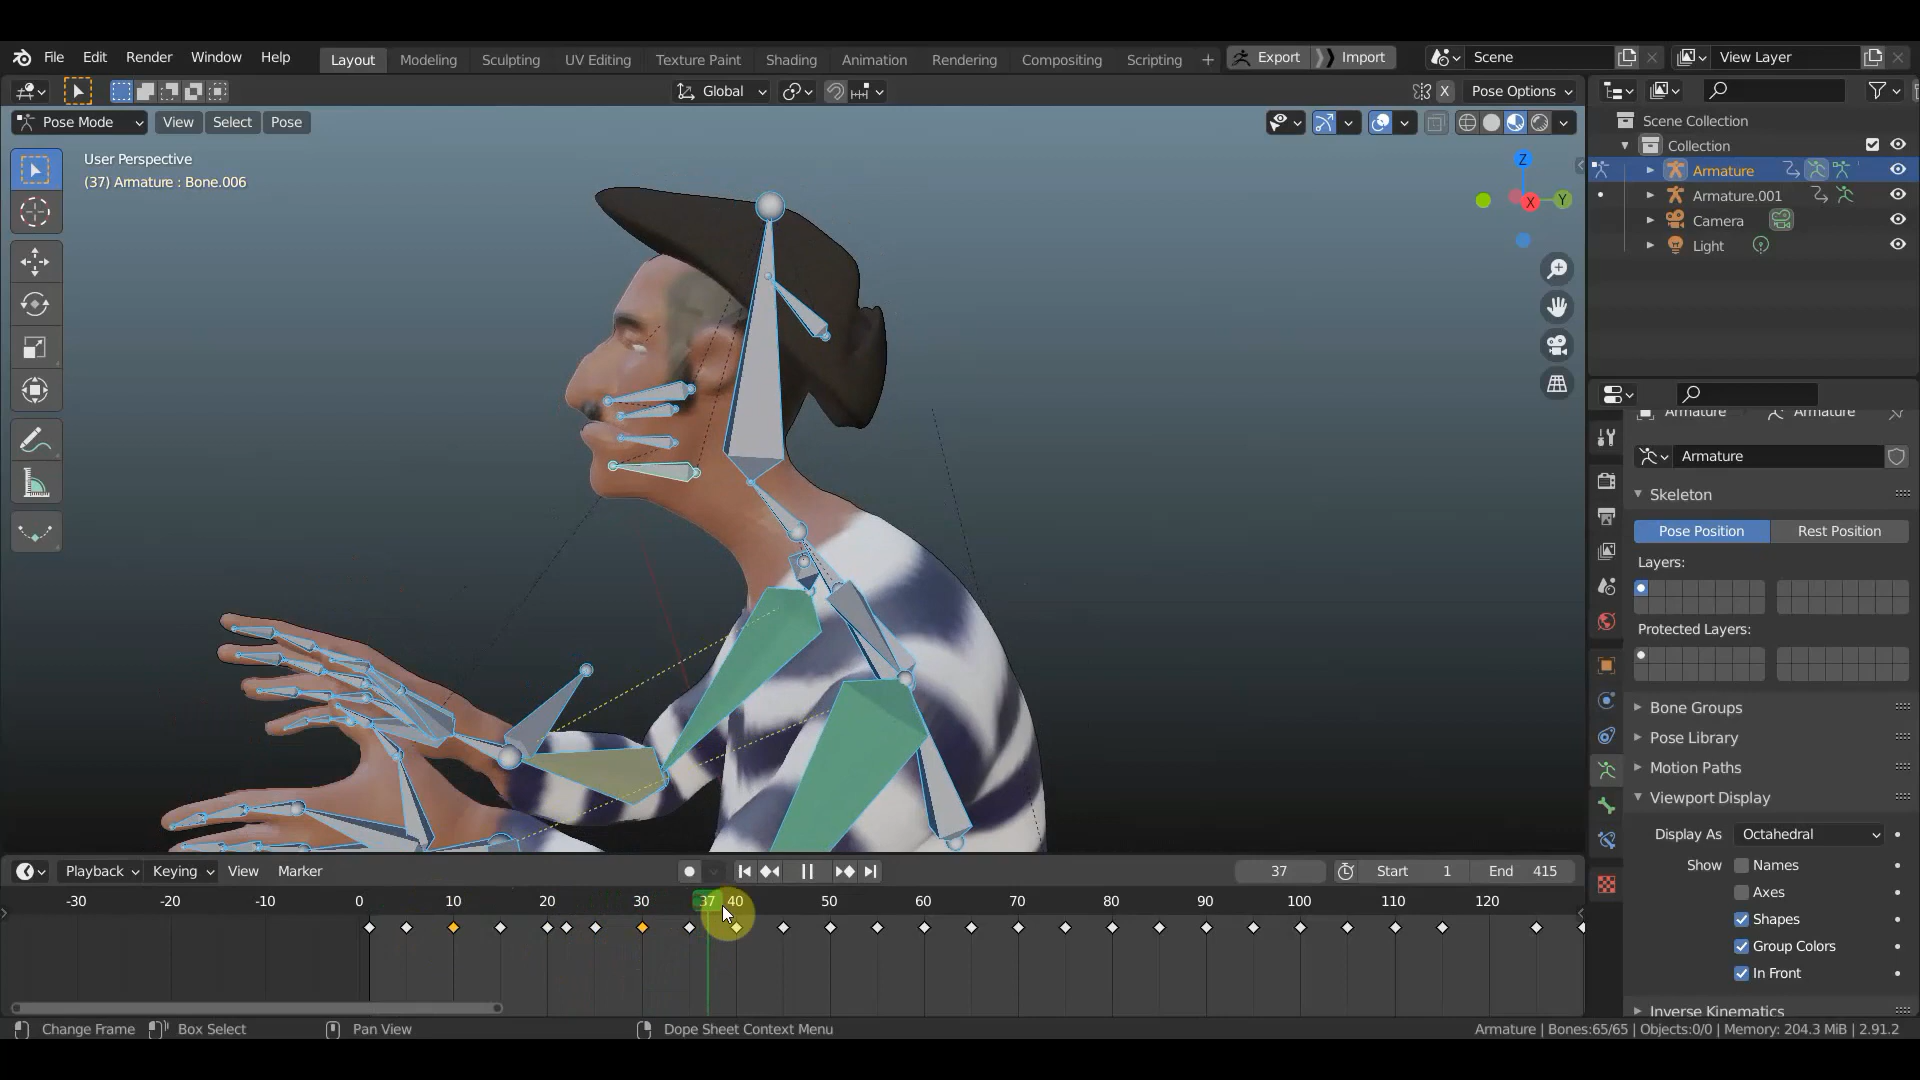 File Edit Render Window Help Layout Modeling Sculpting UV Editing Texture Paint Shading Animation Rendering Compositing Scripting + Export Import Scene View Layer
Global X Pose Options
Pose Mode View Select Pose
User Perspective
(37) Armature : Bone.006
Z
X
Y
Scene Collection
Collection
Armature
Armature.001
Camera
Light
Armature Armature
Armature
Skeleton
Pose Position Rest Position
Layers:
Protected Layers:
Bone Groups
Pose Library
Motion Paths
Viewport Display
Display As Octahedral
Show Names
Axes
Shapes
Group Colors
In Front
Inverse Kinematics
Playback Keying View Marker 37 Start 1 End 415
-30 -20 -10 0 10 20 30 37 40 50 60 70 80 90 100 110 120
Change Frame Box Select Pan View Dope Sheet Context Menu Armature | Bones:65/65 | Objects:0/0 | Memory: 204.3 MiB | 2.91.2